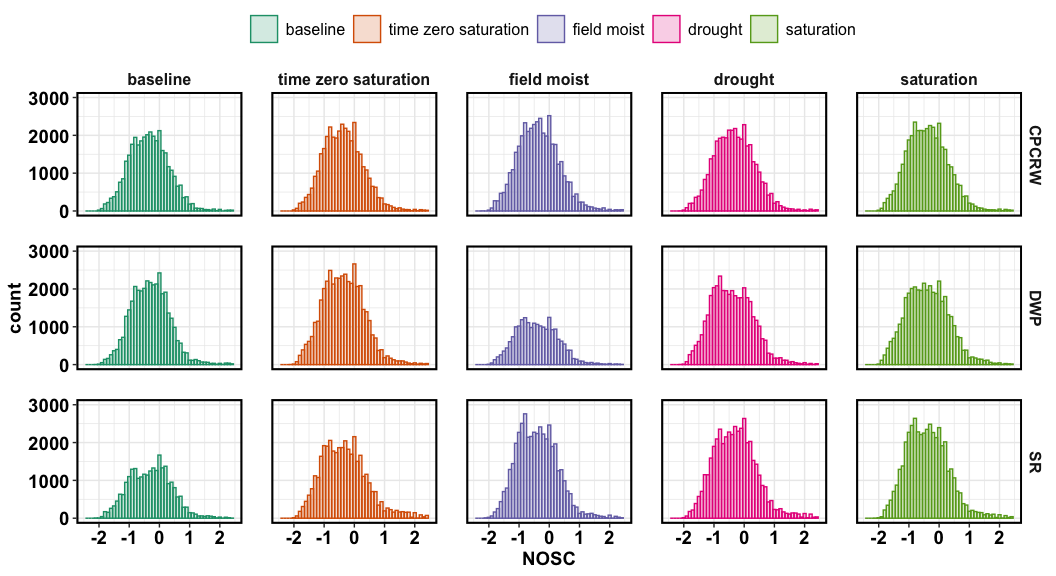 baseline time zero saturation field moist drought saturation
baseline time zero saturation field moist drought saturation
3000
2000
1000
0
CPCRW
3000
2000
1000
0
DWP
3000
2000
1000
0
SR
count
-2 -1 0 1 2 -2 -1 0 1 2 -2 -1 0 1 2 -2 -1 0 1 2 -2 -1 0 1 2
NOSC